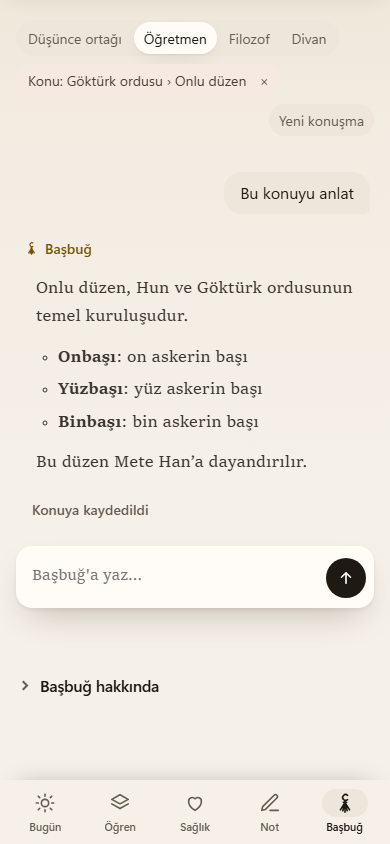 Düşünce ortağı Öğretmen Filozof Divan
Konu: Göktürk ordusu › Onlu düzen ×
Yeni konuşma
Bu konuyu anlat
Başbuğ
Onlu düzen, Hun ve Göktürk ordusunun
temel kuruluşudur.
Onbaşı: on askerin başı
Yüzbaşı: yüz askerin başı
Binbaşı: bin askerin başı
Bu düzen Mete Han’a dayandırılır.
Konuya kaydedildi
Başbuğ'a yaz...
Başbuğ hakkında
Bugün Öğren Sağlık Not Başbuğ